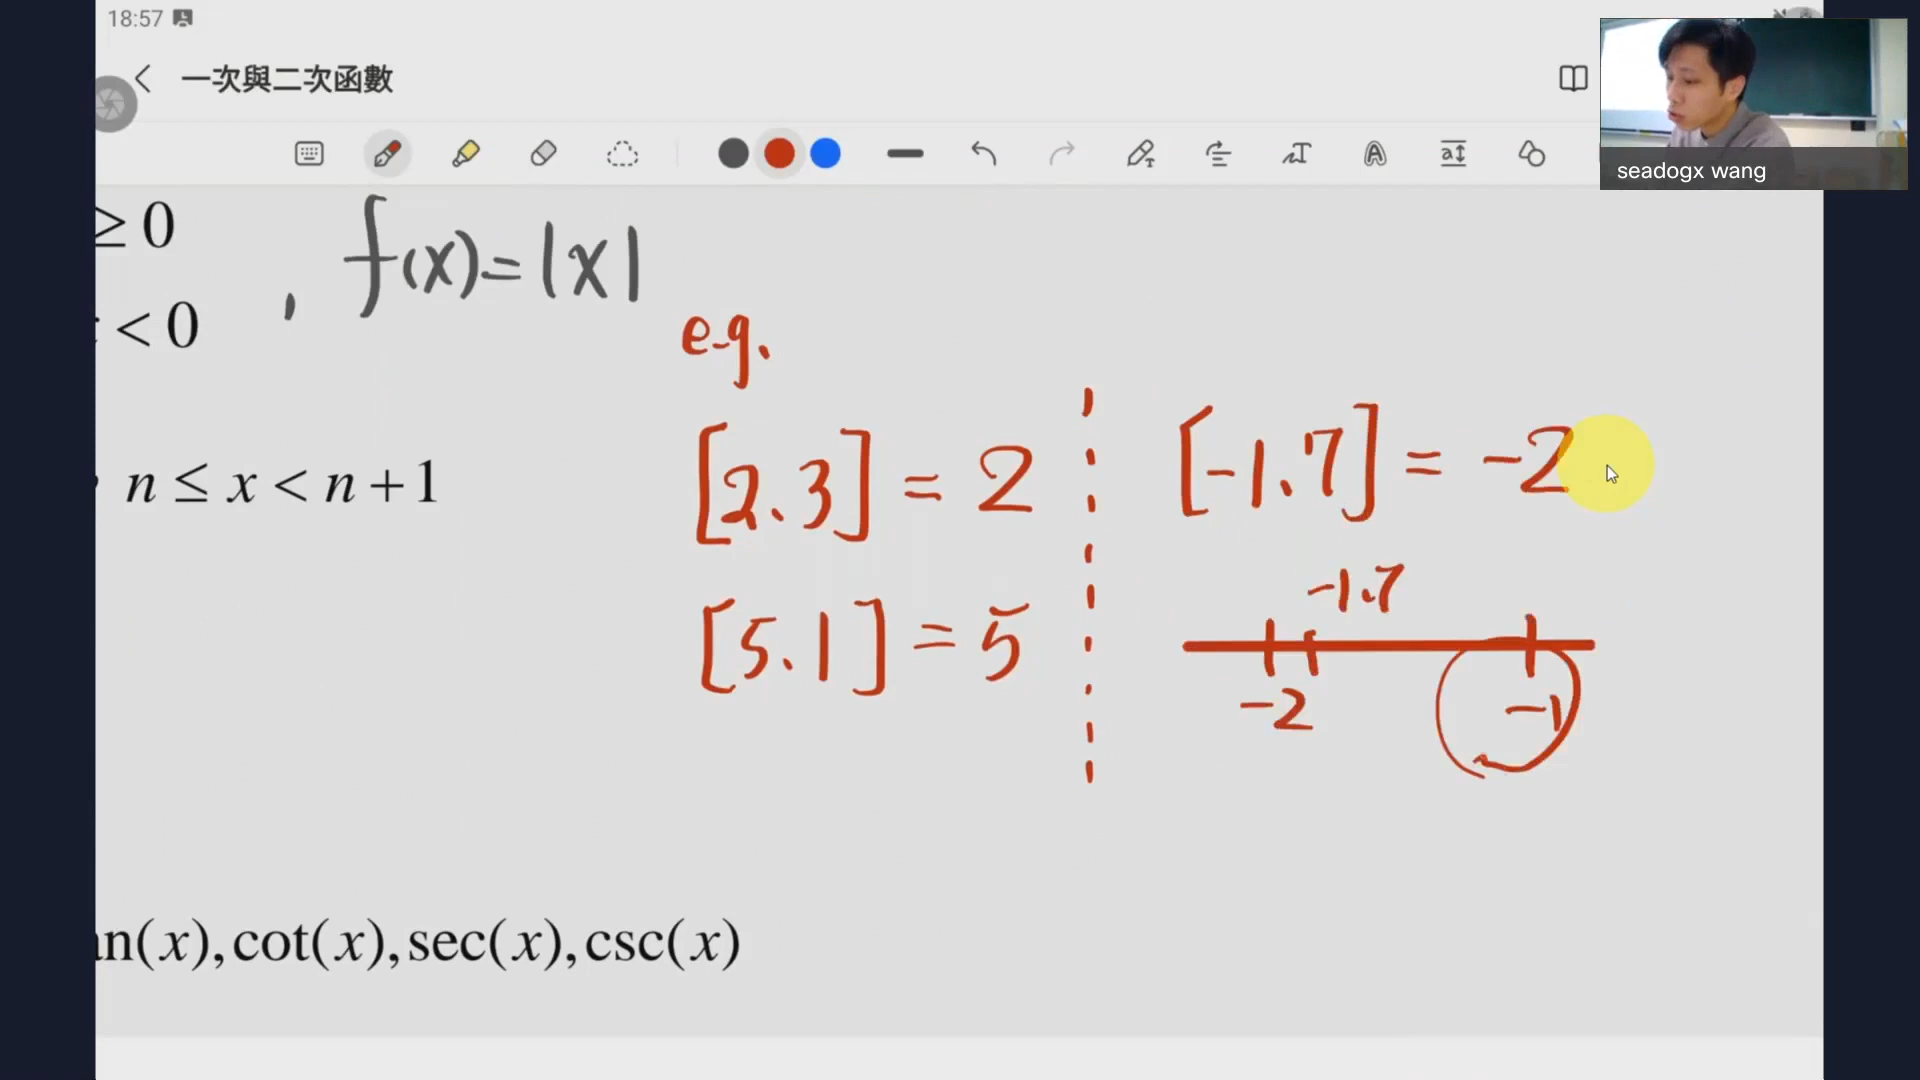 18:57
一次與二次函數
seadogx wang
≥ 0
, f(x)=|x|
< 0
e.g.
[2.3] = 2
[-1.7] = -2
n ≤ x < n+1
[5.1] = 5
-1.7
-2 -1
an(x),cot(x),sec(x),csc(x)